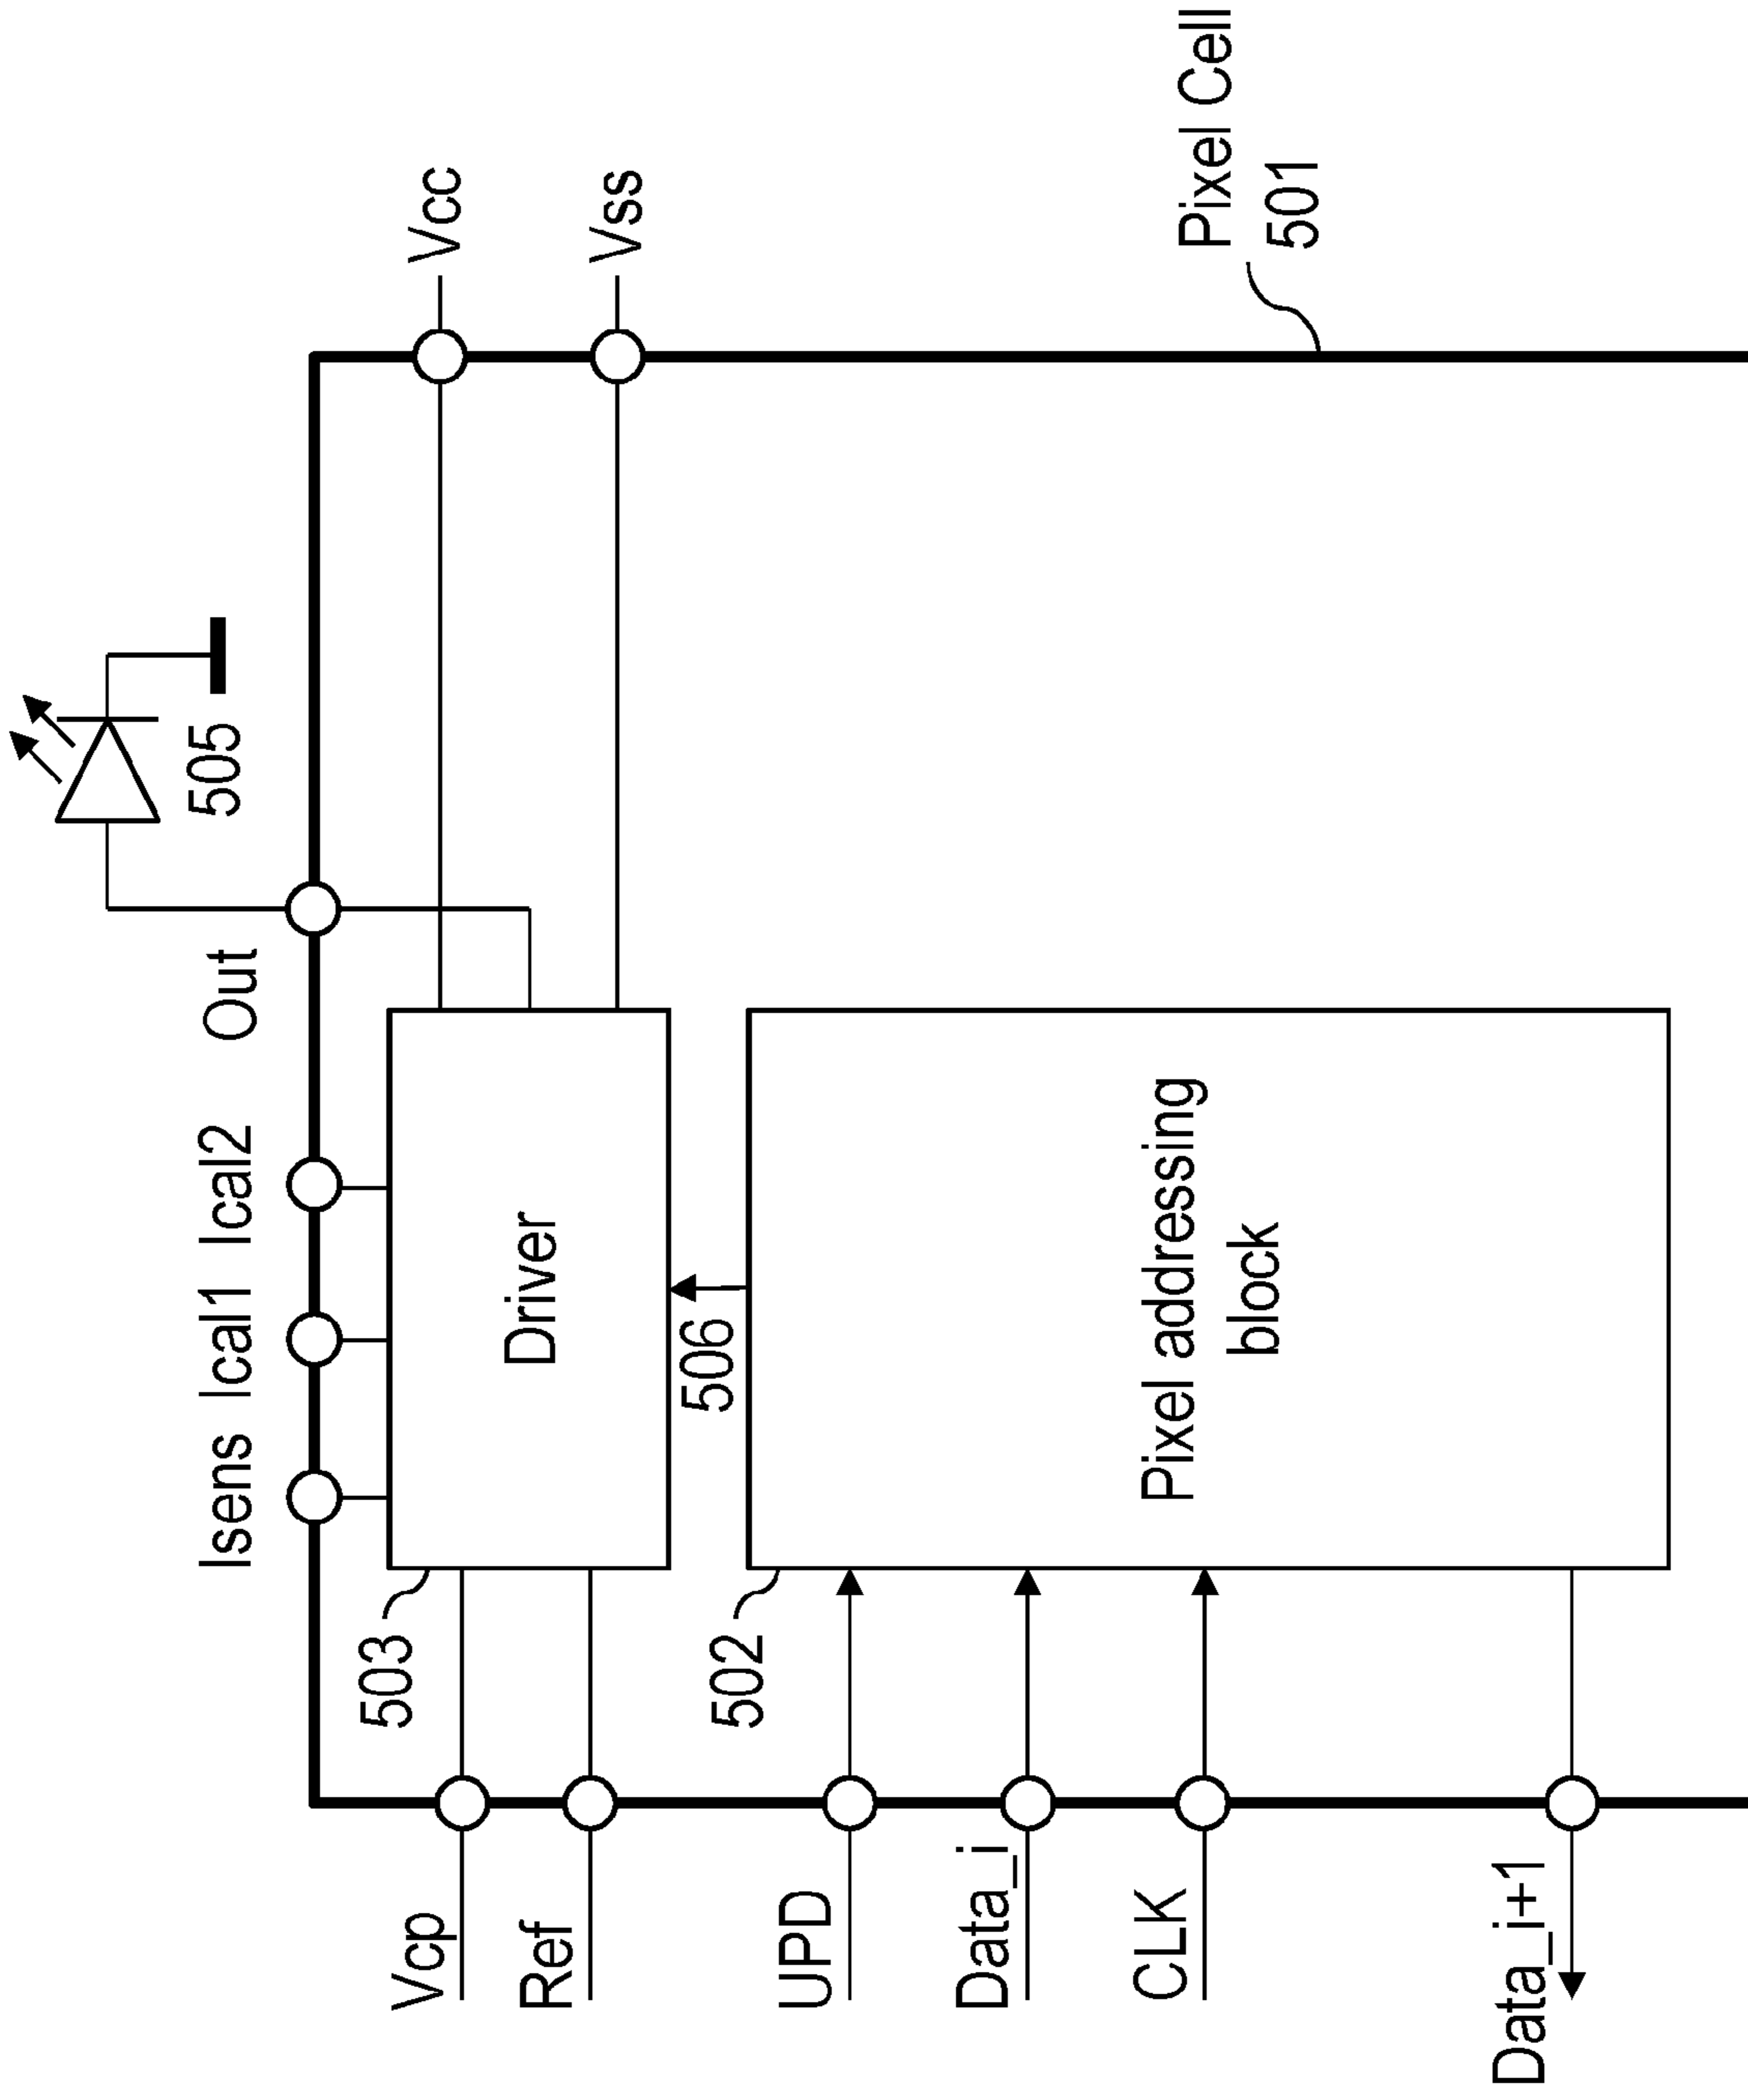 Isens Ical1 Ical2
Out
505
Vcp
Ref
503
Driver
Vcc
Vss
506
UPD
Data_i
CLK
Data_i+1
502
Pixel addressing
block
Pixel Cell
501